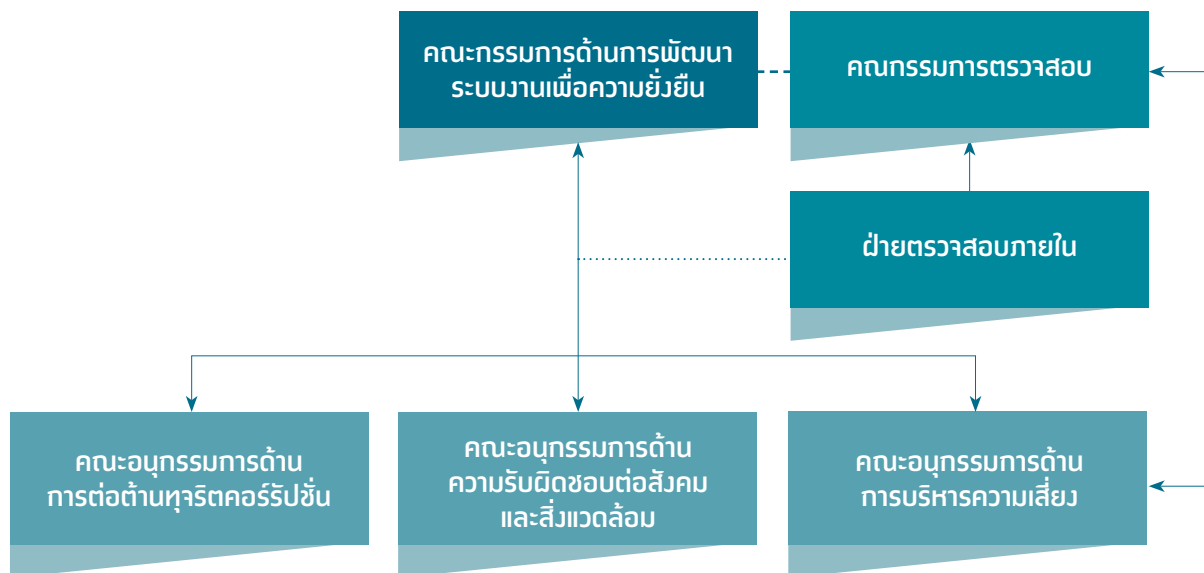 คณะกรรมการด้านการพัฒนา
ระบบงานเพื่อความยั่งยืน
คณกรรมการตรวจสอบ
ฝ่ายตรวจสอบภายใน
คณะอนุกรรมการด้าน
การต่อต้านทุจริตคอร์รัปชั่น
คณะอนุกรรมการด้าน
ความรับผิดชอบต่อสังคม
และสิ่งแวดล้อม
คณะอนุกรรมการด้าน
การบริหารความเสี่ยง